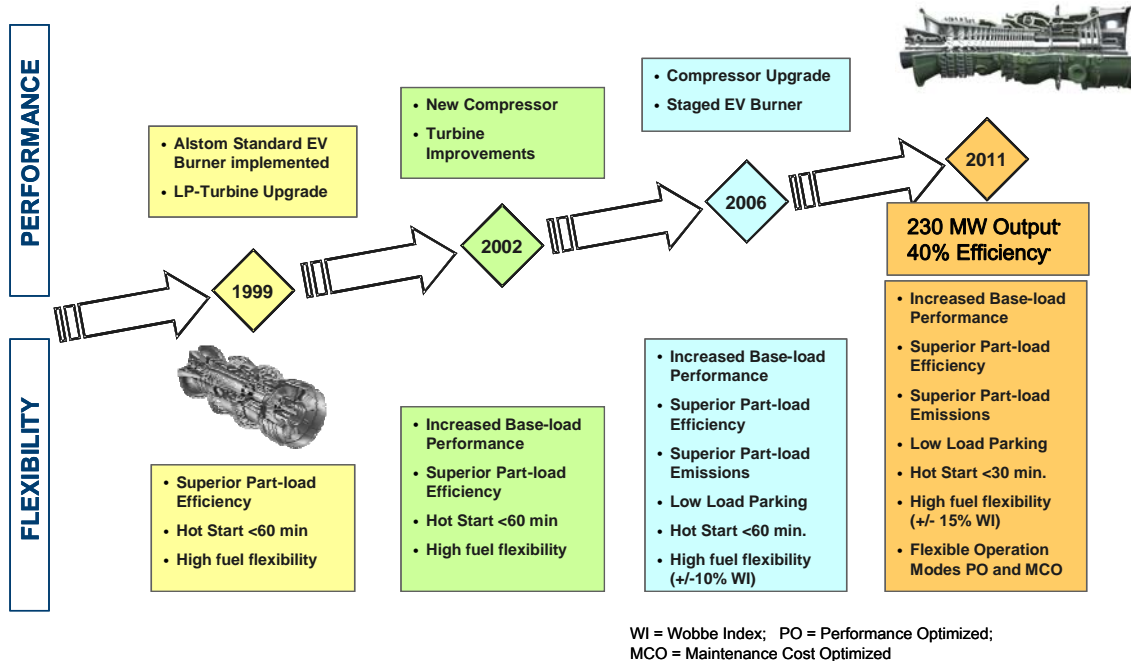 PERFORMANCE
• Alstom Standard EV
Burner implemented
• LP-Turbine Upgrade
• New Compressor
• Turbine
Improvements
• Compressor Upgrade
• Staged EV Burner
1999
2002
2006
2011
230 MW Output
40% Efficiency
FLEXIBILITY
• Superior Part-load
Efficiency
• Hot Start <60 min
• High fuel flexibility
• Increased Base-load
Performance
• Superior Part-load
Efficiency
• Hot Start <60 min
• High fuel flexibility
• Increased Base-load
Performance
• Superior Part-load
Efficiency
• Superior Part-load
Emissions
• Low Load Parking
• Hot Start <60 min.
• High fuel flexibility
(+/-10% WI)
• Increased Base-load
Performance
• Superior Part-load
Efficiency
• Superior Part-load
Emissions
• Low Load Parking
• Hot Start <30 min.
• High fuel flexibility
(+/- 15% WI)
• Flexible Operation
Modes PO and MCO
WI = Wobbe Index; PO = Performance Optimized;
MCO = Maintenance Cost Optimized